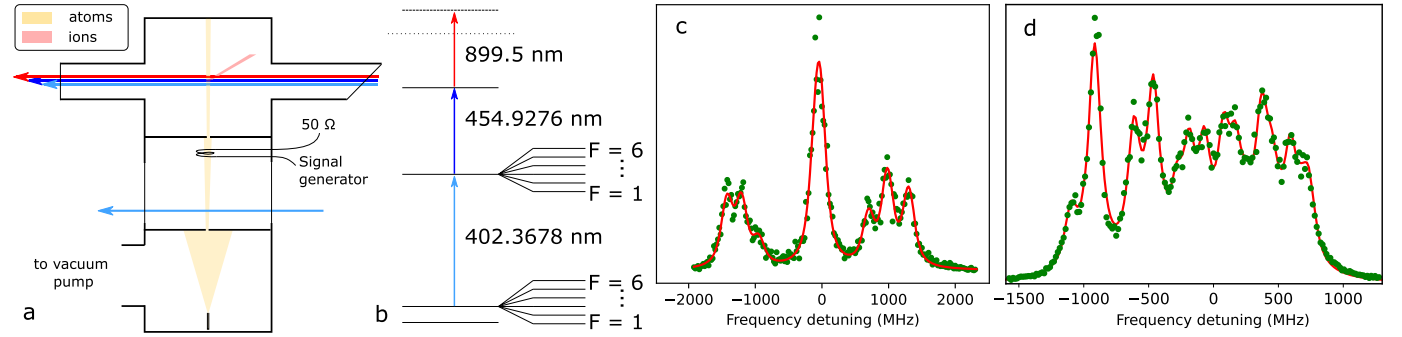 atoms
ions
50 Ω
Signal
generator
to vacuum
pump
a
899.5 nm
454.9276 nm
F = 6
⋮
F = 1
402.3678 nm
F = 6
⋮
F = 1
b
c
−2000 −1000 0 1000 2000
Frequency detuning (MHz)
d
−1500 −1000 −500 0 500 1000
Frequency detuning (MHz)